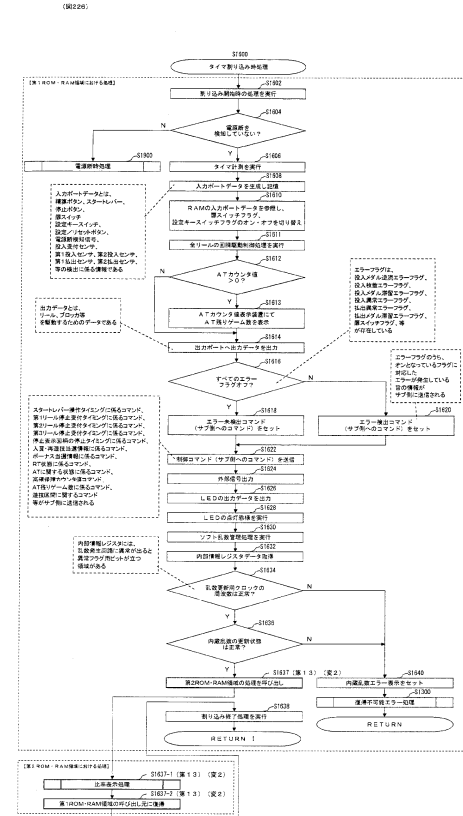 (図226)
S1600
タイマ割り込み時処理
【第1ROM・RAM領域における処理】
S1602
割り込み開始時の処理を実行
S1604
電源断を
検知していない?
N
Y
S1900
電源断時処理
S1606
タイマ計測を実行
S1608
入力ポートデータを生成し記憶
S1610
RAMの入力ポートデータを参照し、
扉スイッチフラグ、
設定キースイッチフラグのオン・オフを切り替え
S1611
全リールの回胴駆動制御処理を実行
入力ポートデータとは、
精算ボタン、スタートレバー、
停止ボタン、
扉スイッチ
設定キースイッチ、
設定/リセットボタン、
電源断検知信号、
投入受付センサ、
第1投入センサ、第2投入センサ、
第1払出センサ、第2払出センサ、
等の検出に係る情報である
S1612
ATカウンタ値
>0?
N
Y
S1613
ATカウンタ値表示装置にて
AT残りゲーム数を表示
出力データとは、
リール、ブロッカ等
を駆動するためのデータである
S1614
出力ポートへ出力データを出力
エラーフラグは、
投入メダル逆流エラーフラグ、
投入枚数エラーフラグ、
投入メダル滞留エラーフラグ、
投入異常エラーフラグ、
払出異常エラーフラグ、
払出メダル滞留エラーフラグ、
扉スイッチフラグ、等
が存在している
S1616
すべてのエラー
フラグオフ?
N
Y
エラーフラグのうち、
オンとなっているフラグに
対応した
エラーが発生している
旨の情報が
サブ側に送信される
S1618
エラー未検出コマンド
(サブ側へのコマンド)をセット
S1620
エラー検出コマンド
(サブ側へのコマンド)をセット
スタートレバー操作タイミングに係るコマンド、
第1リール停止受付タイミングに係るコマンド、
第2リール停止受付タイミングに係るコマンド、
第3リール停止受付タイミングに係るコマンド、
停止表示図柄の停止タイミングに係るコマンド、
入賞・再遊技当選情報に係るコマンド、
ボーナス当選情報に係るコマンド、
RT状態に係るコマンド、
ATに関する状態に係るコマンド、
高確保障カウンタ値コマンド
AT残りゲーム数に係るコマンド、
遊技区間に関するコマンド
等がサブ側に送信される
S1622
制御コマンド(サブ側へのコマンド)を送信
S1624
外部信号出力
S1626
LEDの出力データを出力
S1628
LEDの点灯態様を実行
S1630
ソフト乱数管理処理を実行
S1632
内部情報レジスタデータ取得
内部情報レジスタには、
乱数発生回路に異常が出ると
異常フラグ用ビットが立つ
領域がある
S1634
乱数更新用クロックの
周波数は正常?
N
Y
S1636
内蔵乱数の更新状態
は正常?
N
Y
S1637(第13)(変2)
第2ROM・RAM領域の処理を呼び出し
S1638
割り込み終了処理を実行
RETURN I
S1640
内蔵乱数エラー表示をセット
S1300
復帰不可能エラー処理
RETURN
【第2ROM・RAM領域における処理】
S1637-1(第13)(変2)
比率表示処理
S1637-2(第13)(変2)
第1ROM・RAM領域の呼び出し元に復帰